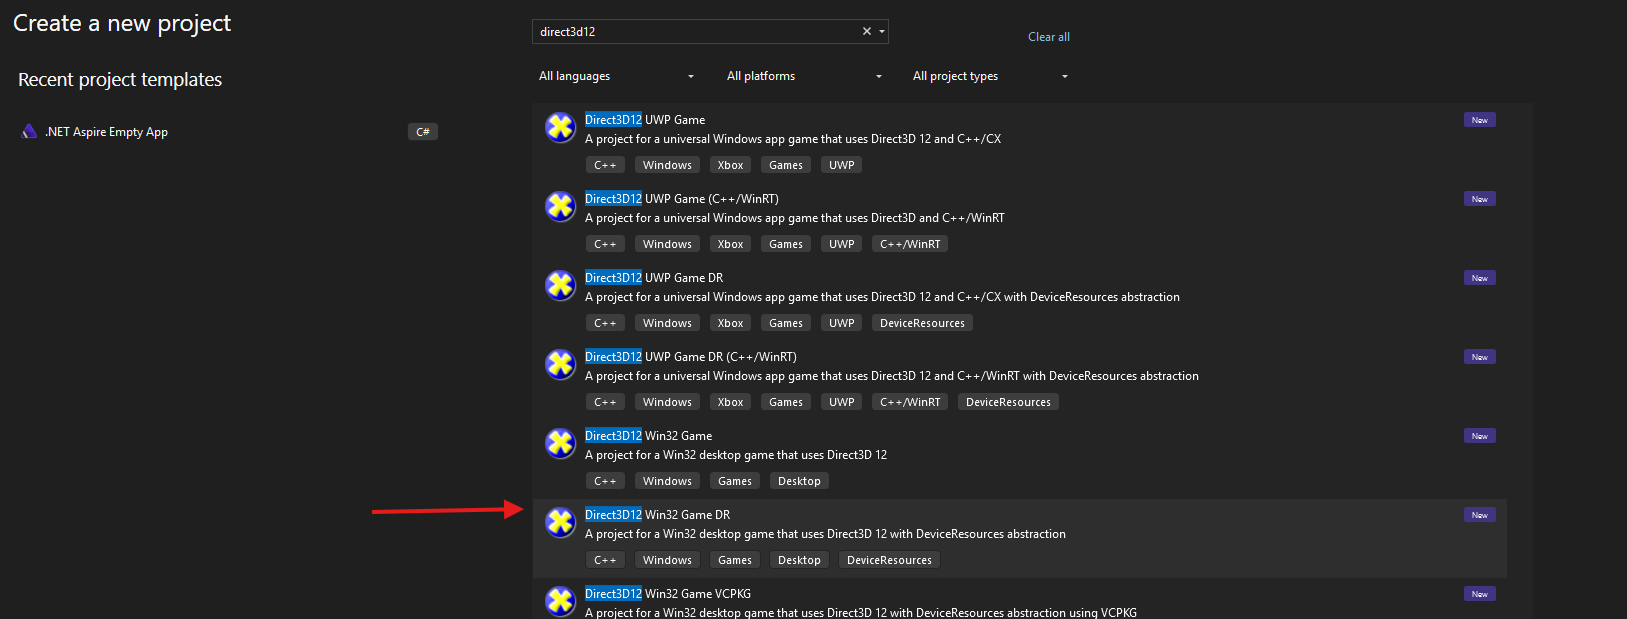 Create a new project
Recent project templates
.NET Aspire Empty App
C#
direct3d12
Clear all
All languages
All platforms
All project types
Direct3D12 UWP Game
New
A project for a universal Windows app game that uses Direct3D 12 and C++/CX
C++ Windows Xbox Games UWP
Direct3D12 UWP Game (C++/WinRT)
New
A project for a universal Windows app game that uses Direct3D and C++/WinRT
C++ Windows Xbox Games UWP C++/WinRT
Direct3D12 UWP Game DR
New
A project for a universal Windows app game that uses Direct3D 12 and C++/CX with DeviceResources abstraction
C++ Windows Xbox Games UWP DeviceResources
Direct3D12 UWP Game DR (C++/WinRT)
New
A project for a universal Windows app game that uses Direct3D 12 and C++/WinRT with DeviceResources abstraction
C++ Windows Xbox Games UWP C++/WinRT DeviceResources
Direct3D12 Win32 Game
New
A project for a Win32 desktop game that uses Direct3D 12
C++ Windows Games Desktop
Direct3D12 Win32 Game DR
New
A project for a Win32 desktop game that uses Direct3D 12 with DeviceResources abstraction
C++ Windows Games Desktop DeviceResources
Direct3D12 Win32 Game VCPKG
New
A project for a Win32 desktop game that uses Direct3D 12 with DeviceResources abstraction using VCPKG